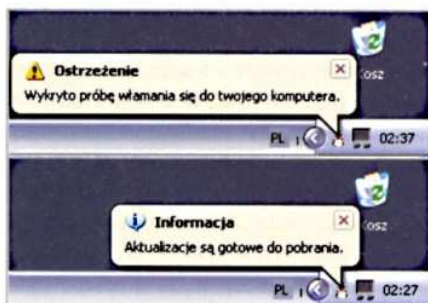 Ostrzeżenie
Kosz
Wykryto próbę włamania się do twojego komputera.
PL 02:37
Informacja
Kosz
Aktualizacje są gotowe do pobrania.
PL 02:27